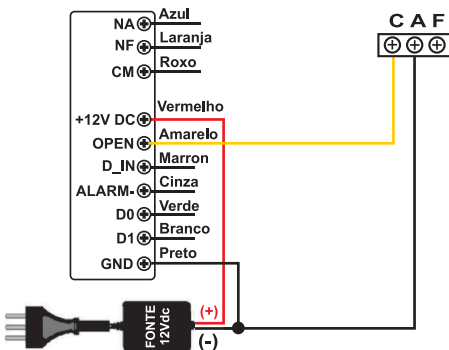 NA Azul
NF Laranja
CM Roxo
C A F
+12V DC Vermelho
OPEN Amarelo
D_IN Marron
ALARM- Cinza
D0 Verde
D1 Branco
GND Preto
FONTE
12Vdc
(+)
(-)